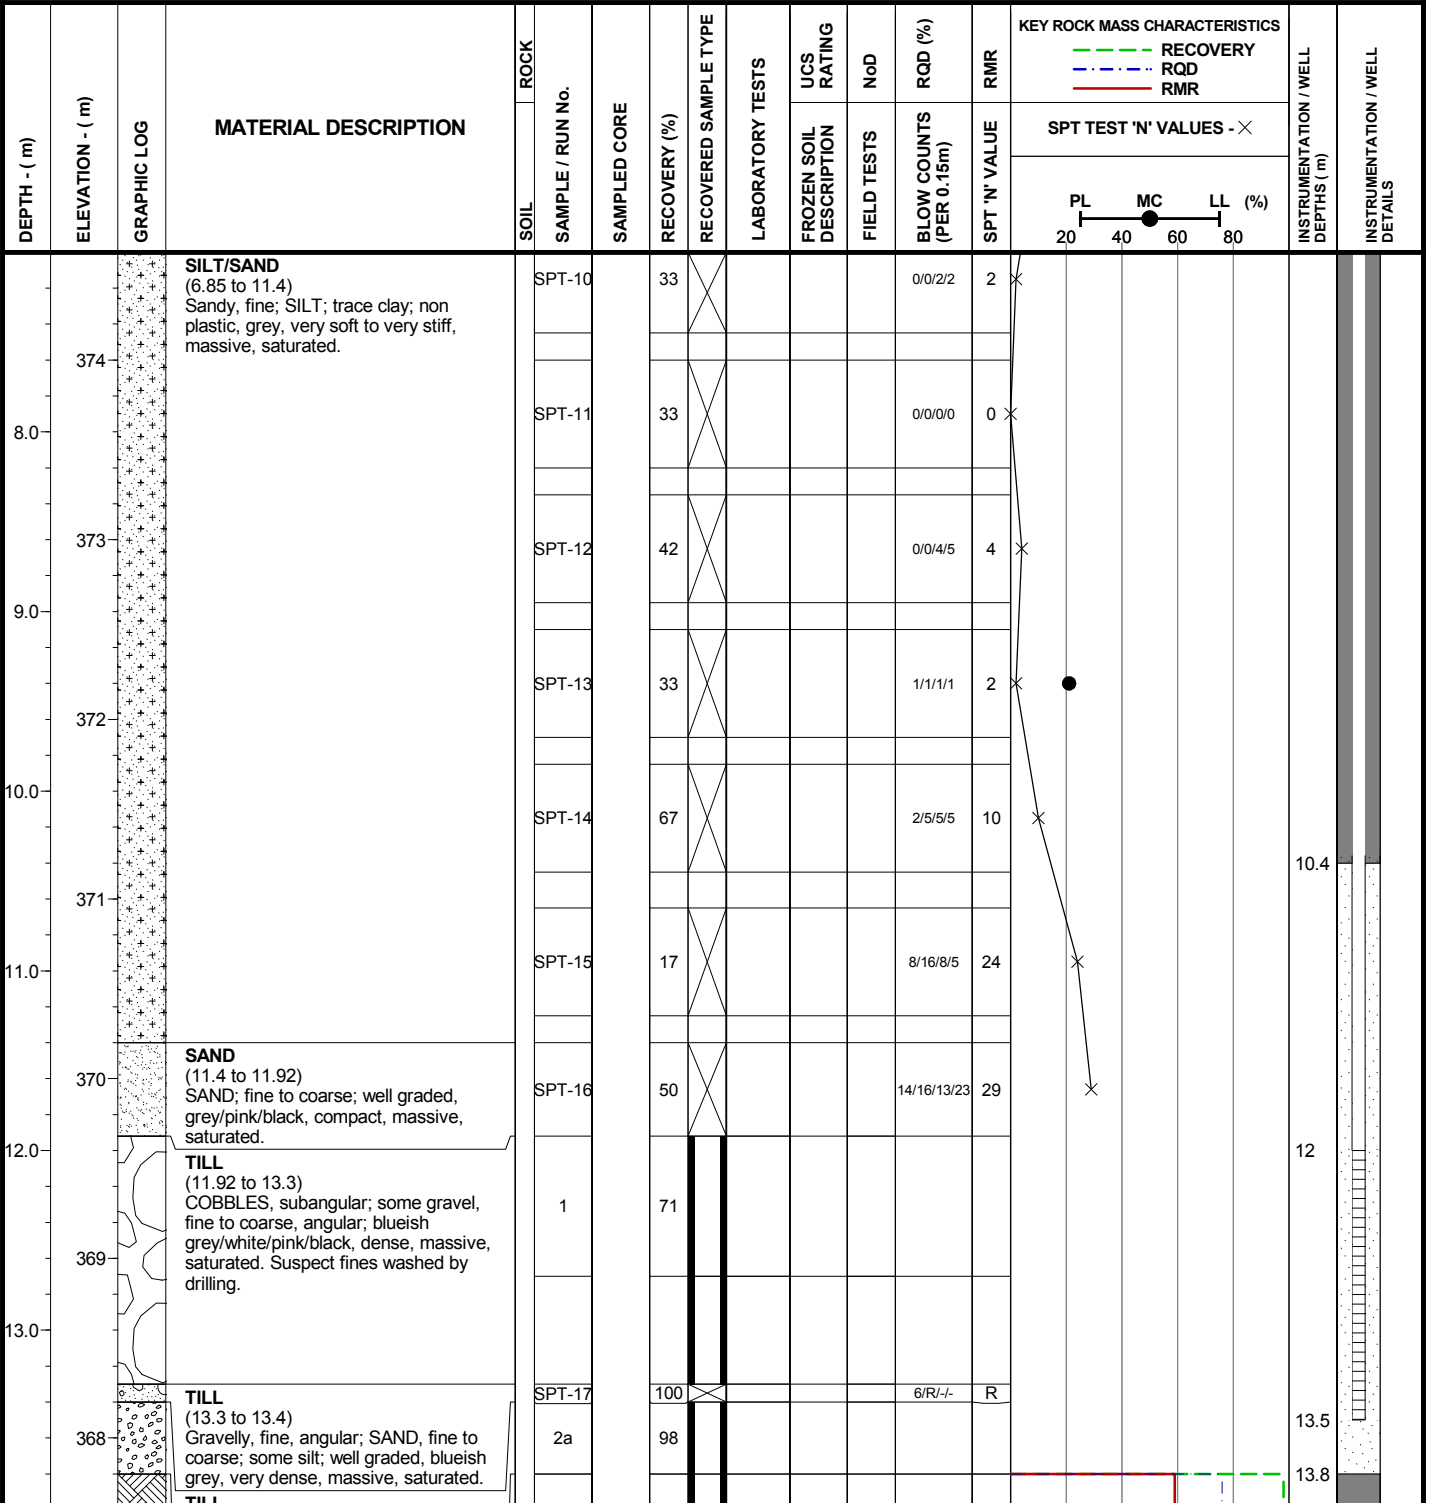 DEPTH - ( m)
ELEVATION - ( m)
GRAPHIC LOG
MATERIAL DESCRIPTION
SOIL
ROCK
SAMPLE / RUN No.
SAMPLED CORE
RECOVERY (%)
RECOVERED SAMPLE TYPE
LABORATORY TESTS
UCS RATING
FROZEN SOIL DESCRIPTION
NoD
FIELD TESTS
RQD (%)
BLOW COUNTS (PER 0.15m)
RMR
SPT 'N' VALUE
KEY ROCK MASS CHARACTERISTICS
RECOVERY
RQD
RMR
SPT TEST 'N' VALUES - X
PL MC LL (%)
20 40 60 80
INSTRUMENTATION / WELL DEPTHS ( m)
INSTRUMENTATION / WELL DETAILS
SILT/SAND
(6.85 to 11.4)
Sandy, fine; SILT; trace clay; non
plastic, grey, very soft to very stiff,
massive, saturated.
SPT-10 33 0/0/2/2 2
374
SPT-11 33 0/0/0/0 0
8.0
373
SPT-12 42 0/0/4/5 4
9.0
SPT-13 33 1/1/1/1 2
372
10.0
SPT-14 67 2/5/5/5 10
10.4
371
11.0
SPT-15 17 8/16/8/5 24
SAND
(11.4 to 11.92)
SAND; fine to coarse; well graded,
grey/pink/black, compact, massive,
saturated.
370
SPT-16 50 14/16/13/23 29
12.0
12
TILL
(11.92 to 13.3)
COBBLES, subangular; some gravel,
fine to coarse, angular; blueish
grey/white/pink/black, dense, massive,
saturated. Suspect fines washed by
drilling.
1 71
369
13.0
SPT-17 100 6/R/-/- R
TILL
(13.3 to 13.4)
Gravelly, fine, angular; SAND, fine to
coarse; some silt; well graded, blueish
grey, very dense, massive, saturated.
13.5
368
2a 98
13.8
TILL